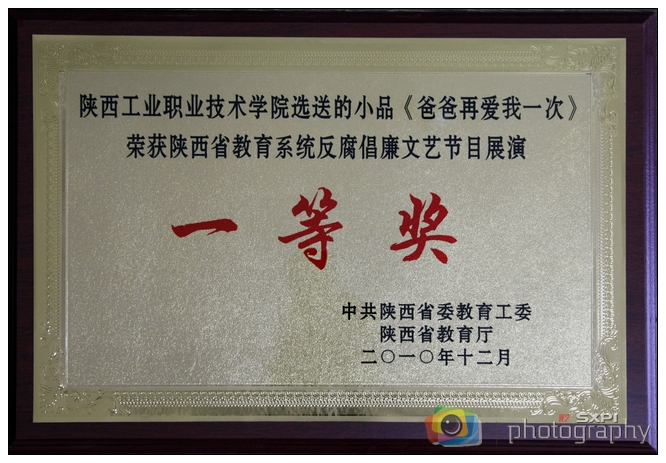 陕西工业职业技术学院选送的小品《爸爸再爱我一次》
荣获陕西省教育系统反腐倡廉文艺节目展演
一等奖
中共陕西省委教育工委
陕西省教育厅
二〇一〇年十二月
SXPI
photography